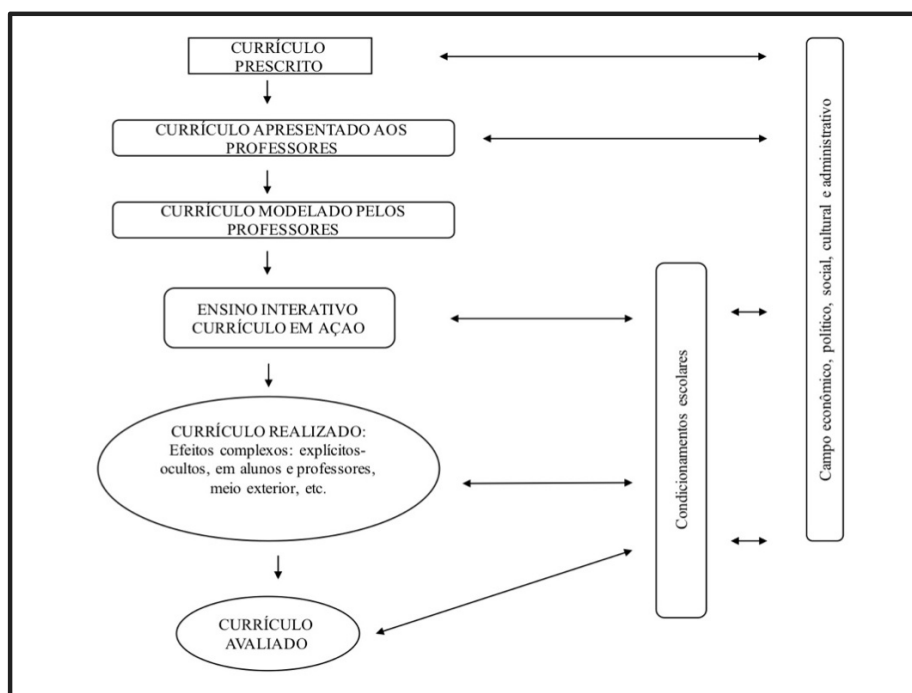 CURRÍCULO
PRESCRITO
CURRÍCULO APRESENTADO AOS
PROFESSORES
CURRÍCULO MODELADO PELOS
PROFESSORES
ENSINO INTERATIVO
CURRÍCULO EM AÇAO
CURRÍCULO REALIZADO:
Efeitos complexos: explícitos-
ocultos, em alunos e professores,
meio exterior, etc.
CURRÍCULO
AVALIADO
Condicionamentos escolares
Campo econômico, político, social, cultural e administrativo